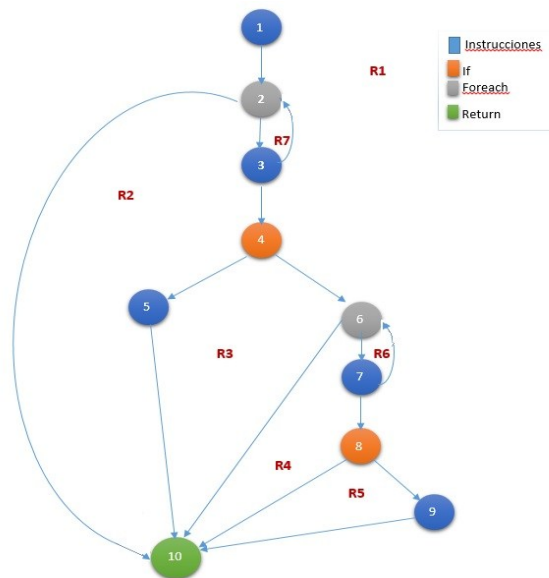 1
R1
Instrucciones
If
Foreach
Return
2
R7
3
R2
4
5
6
R3
R6
7
8
R4
R5
9
10